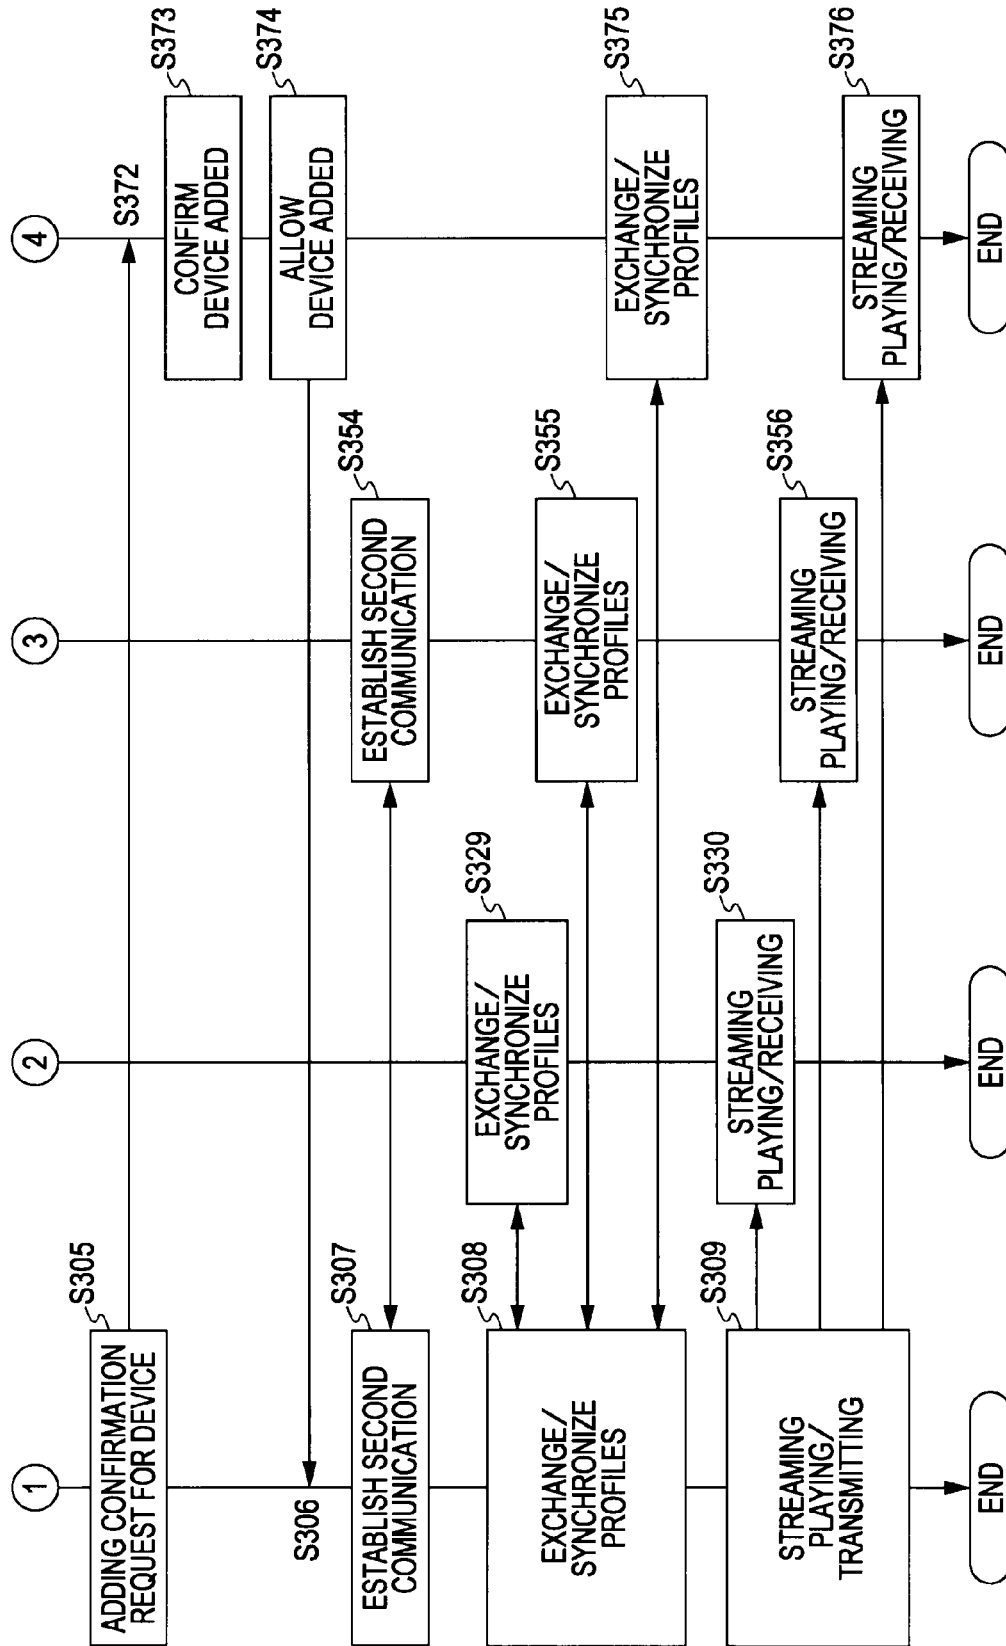 1
2
3
4
S305
ADDING CONFIRMATION
REQUEST FOR DEVICE
S372
CONFIRM
DEVICE ADDED
S373
ALLOW
DEVICE ADDED
S374
S306
S307
ESTABLISH SECOND
COMMUNICATION
S354
ESTABLISH SECOND
COMMUNICATION
S308
EXCHANGE/
SYNCHRONIZE
PROFILES
S329
EXCHANGE/
SYNCHRONIZE
PROFILES
S355
EXCHANGE/
SYNCHRONIZE
PROFILES
S375
EXCHANGE/
SYNCHRONIZE
PROFILES
S309
STREAMING
PLAYING/
TRANSMITTING
S330
STREAMING
PLAYING/RECEIVING
S356
STREAMING
PLAYING/RECEIVING
S376
STREAMING
PLAYING/RECEIVING
END
END
END
END